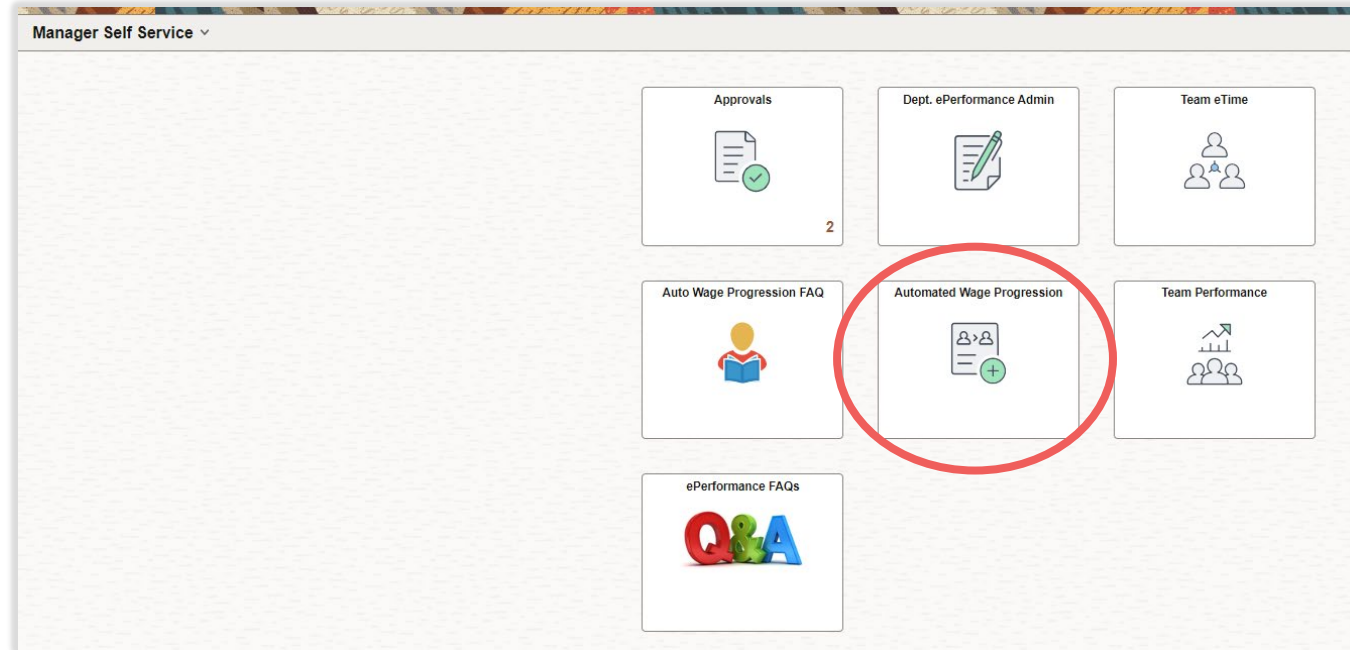 Manager Self Service
Approvals
2
Dept. ePerformance Admin
Team eTime
Auto Wage Progression FAQ
Automated Wage Progression
Team Performance
ePerformance FAQs
Q&A